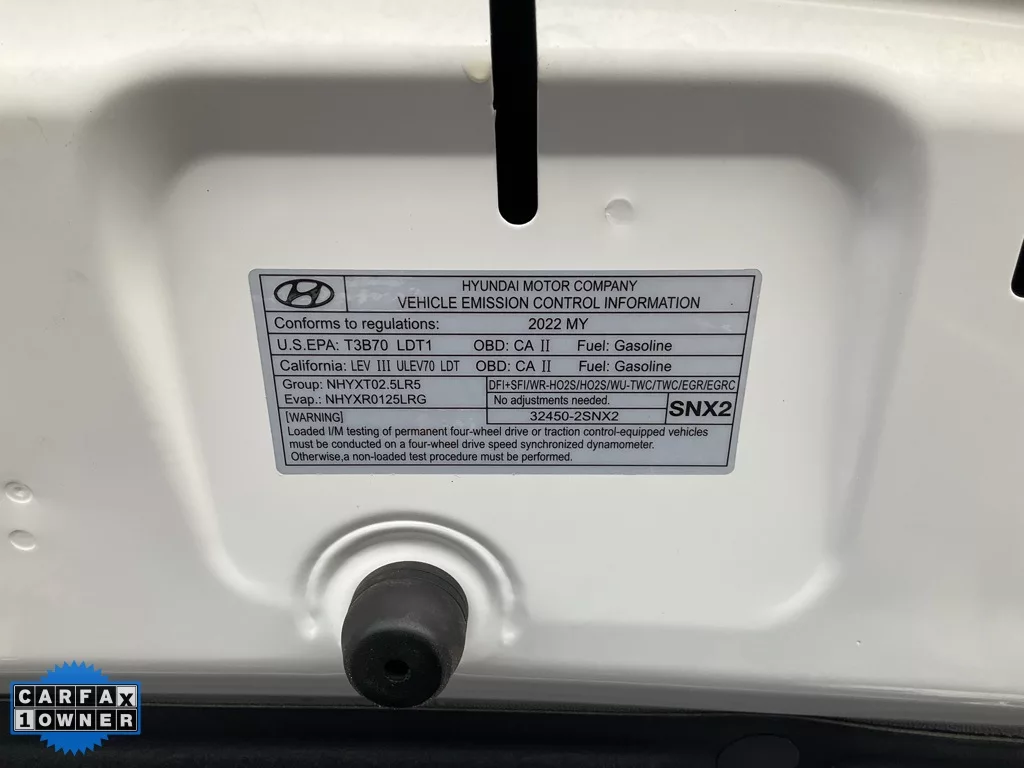 HYUNDAI MOTOR COMPANY
VEHICLE EMISSION CONTROL INFORMATION
Conforms to regulations: 2022 MY
U.S.EPA: T3B70 LDT1 OBD: CA II Fuel: Gasoline
California: LEV III ULEV70 LDT OBD: CA II Fuel: Gasoline
Group: NHYXT02.5LR5 DFI+SFI/WR-HO2S/HO2S/WU-TWC/TWC/EGR/EGRC
Evap.: NHYXR0125LRG No adjustments needed.
[WARNING] 32450-2SNX2 SNX2
Loaded I/M testing of permanent four-wheel drive or traction control-equipped vehicles
must be conducted on a four-wheel drive speed synchronized dynamometer.
Otherwise,a non-loaded test procedure must be performed.
CARFAX
1 OWNER